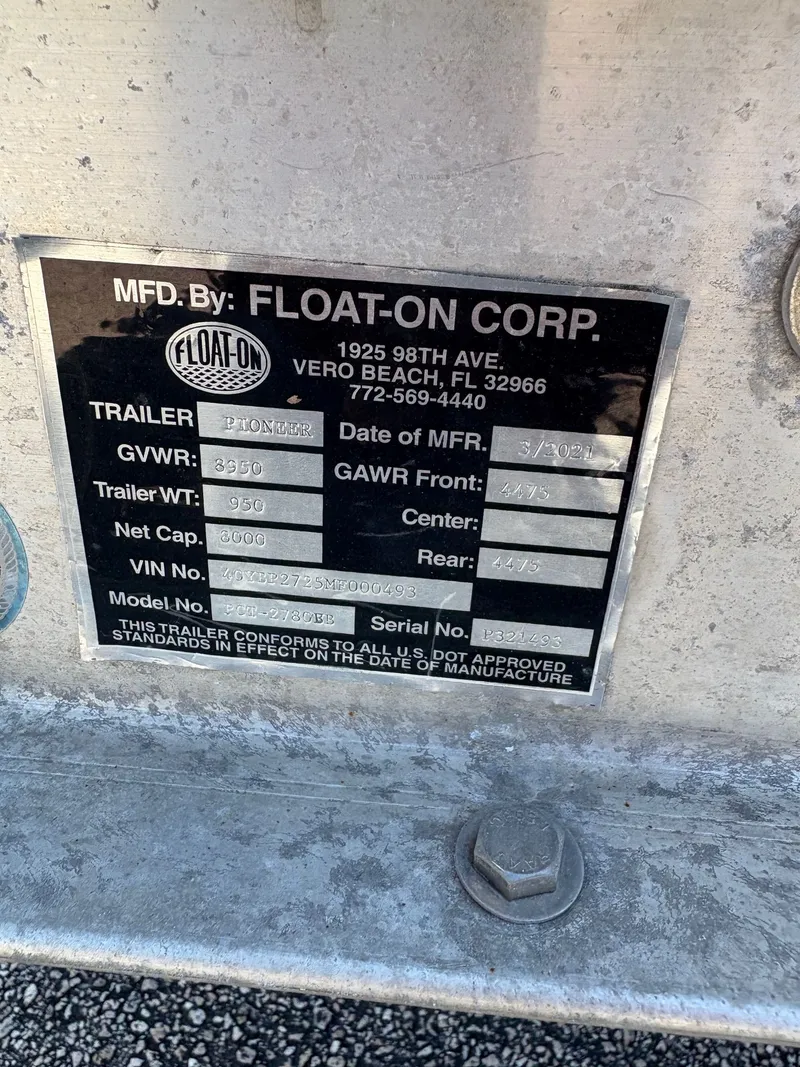 MFD. By: FLOAT-ON CORP.
FLOAT-ON
1925 98TH AVE.
VERO BEACH, FL 32966
772-569-4440
TRAILER PIONEER
Date of MFR. 3/2021
GVWR: 8950
GAWR Front: 4475
Trailer WT: 950
Center:
Net Cap. 8000
Rear: 4475
VIN No.
Model No.
Serial No. P321493
THIS TRAILER CONFORMS TO ALL U.S. DOT APPROVED
STANDARDS IN EFFECT ON THE DATE OF MANUFACTURE